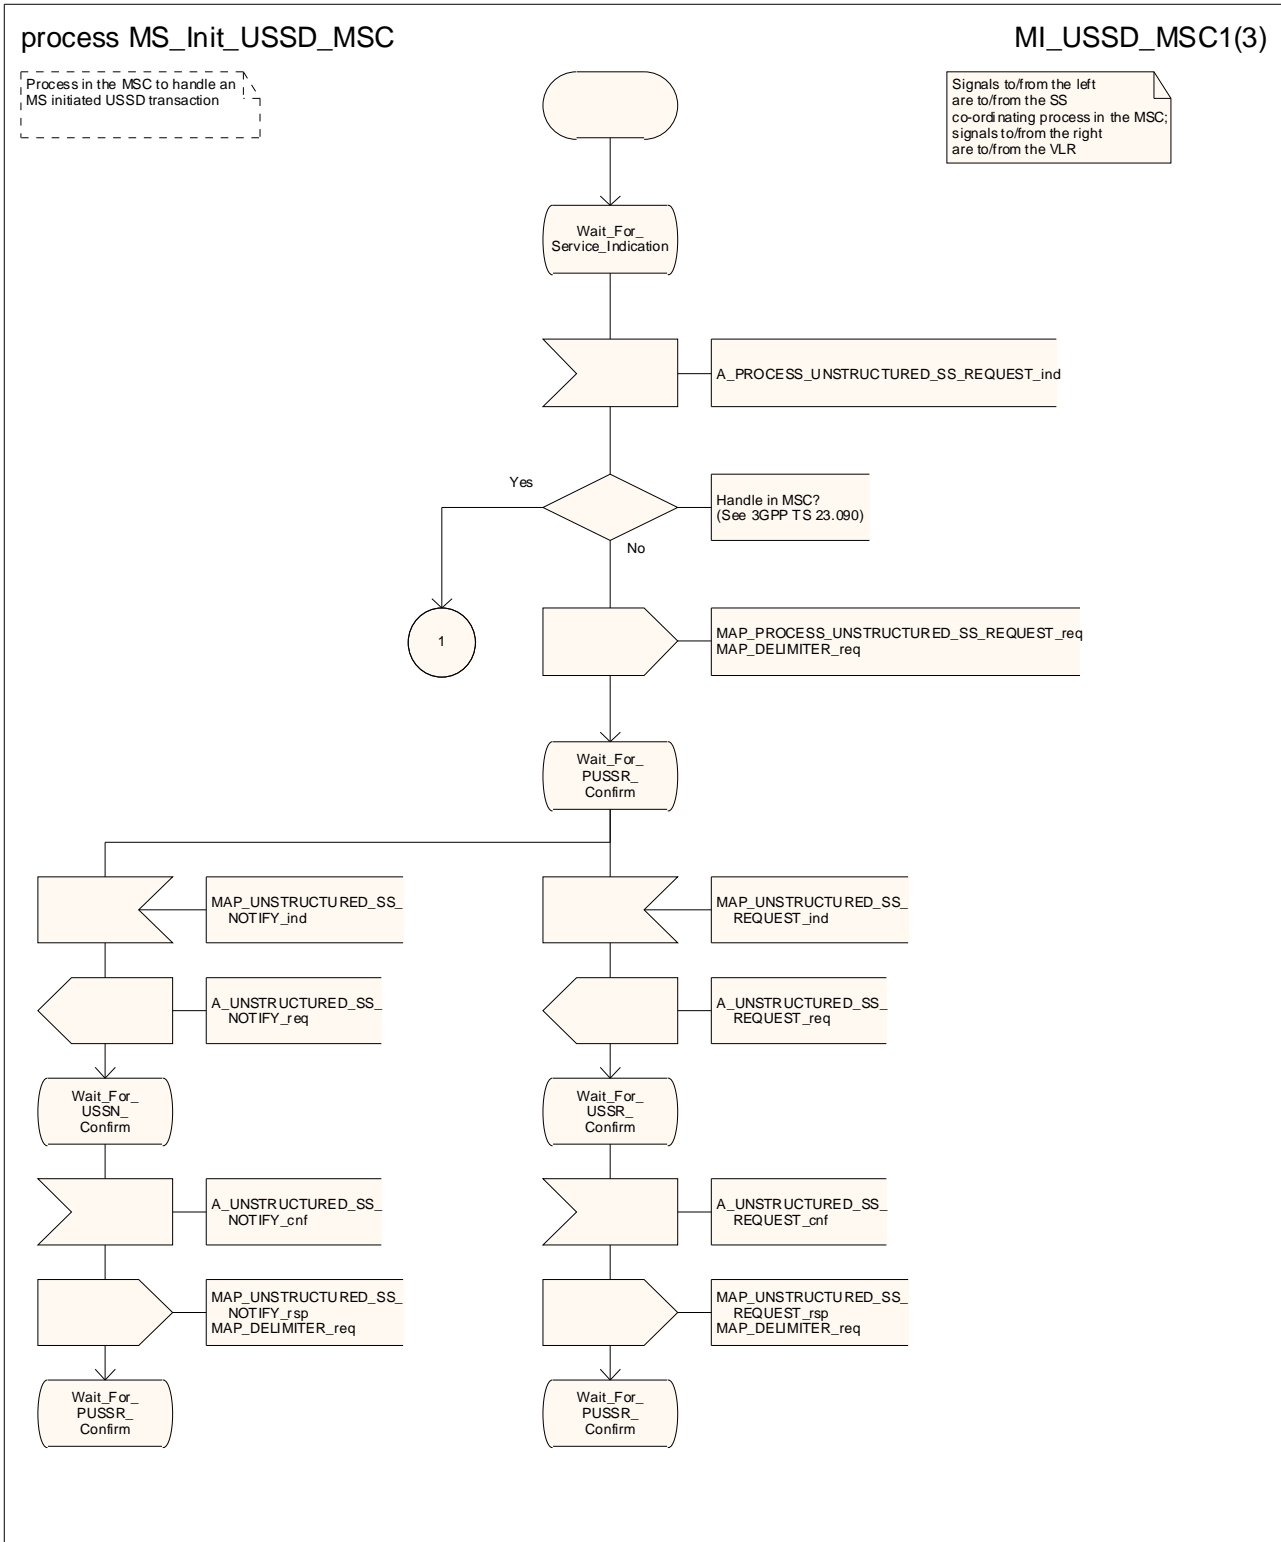 process MS_Init_USSD_MSC
MI_USSD_MSC1(3)
Process in the MSC to handle an
MS initiated USSD transaction
Signals to/from the left
are to/from the SS
co-ordinating process in the MSC;
signals to/from the right
are to/from the VLR
Wait_For_
Service_Indication
A_PROCESS_UNSTRUCTURED_SS_REQUEST_ind
Yes
Handle in MSC?
(See 3GPP TS 23.090)
No
1
MAP_PROCESS_UNSTRUCTURED_SS_REQUEST_req
MAP_DELIMITER_req
Wait_For_
PUSSR_
Confirm
MAP_UNSTRUCTURED_SS_
NOTIFY_ind
MAP_UNSTRUCTURED_SS_
REQUEST_ind
A_UNSTRUCTURED_SS_
NOTIFY_req
A_UNSTRUCTURED_SS_
REQUEST_req
Wait_For_
USSN_
Confirm
Wait_For_
USSR_
Confirm
A_UNSTRUCTURED_SS_
NOTIFY_cnf
A_UNSTRUCTURED_SS_
REQUEST_cnf
MAP_UNSTRUCTURED_SS_
NOTIFY_rsp
MAP_DELIMITER_req
MAP_UNSTRUCTURED_SS_
REQUEST_rsp
MAP_DELIMITER_req
Wait_For_
PUSSR_
Confirm
Wait_For_
PUSSR_
Confirm